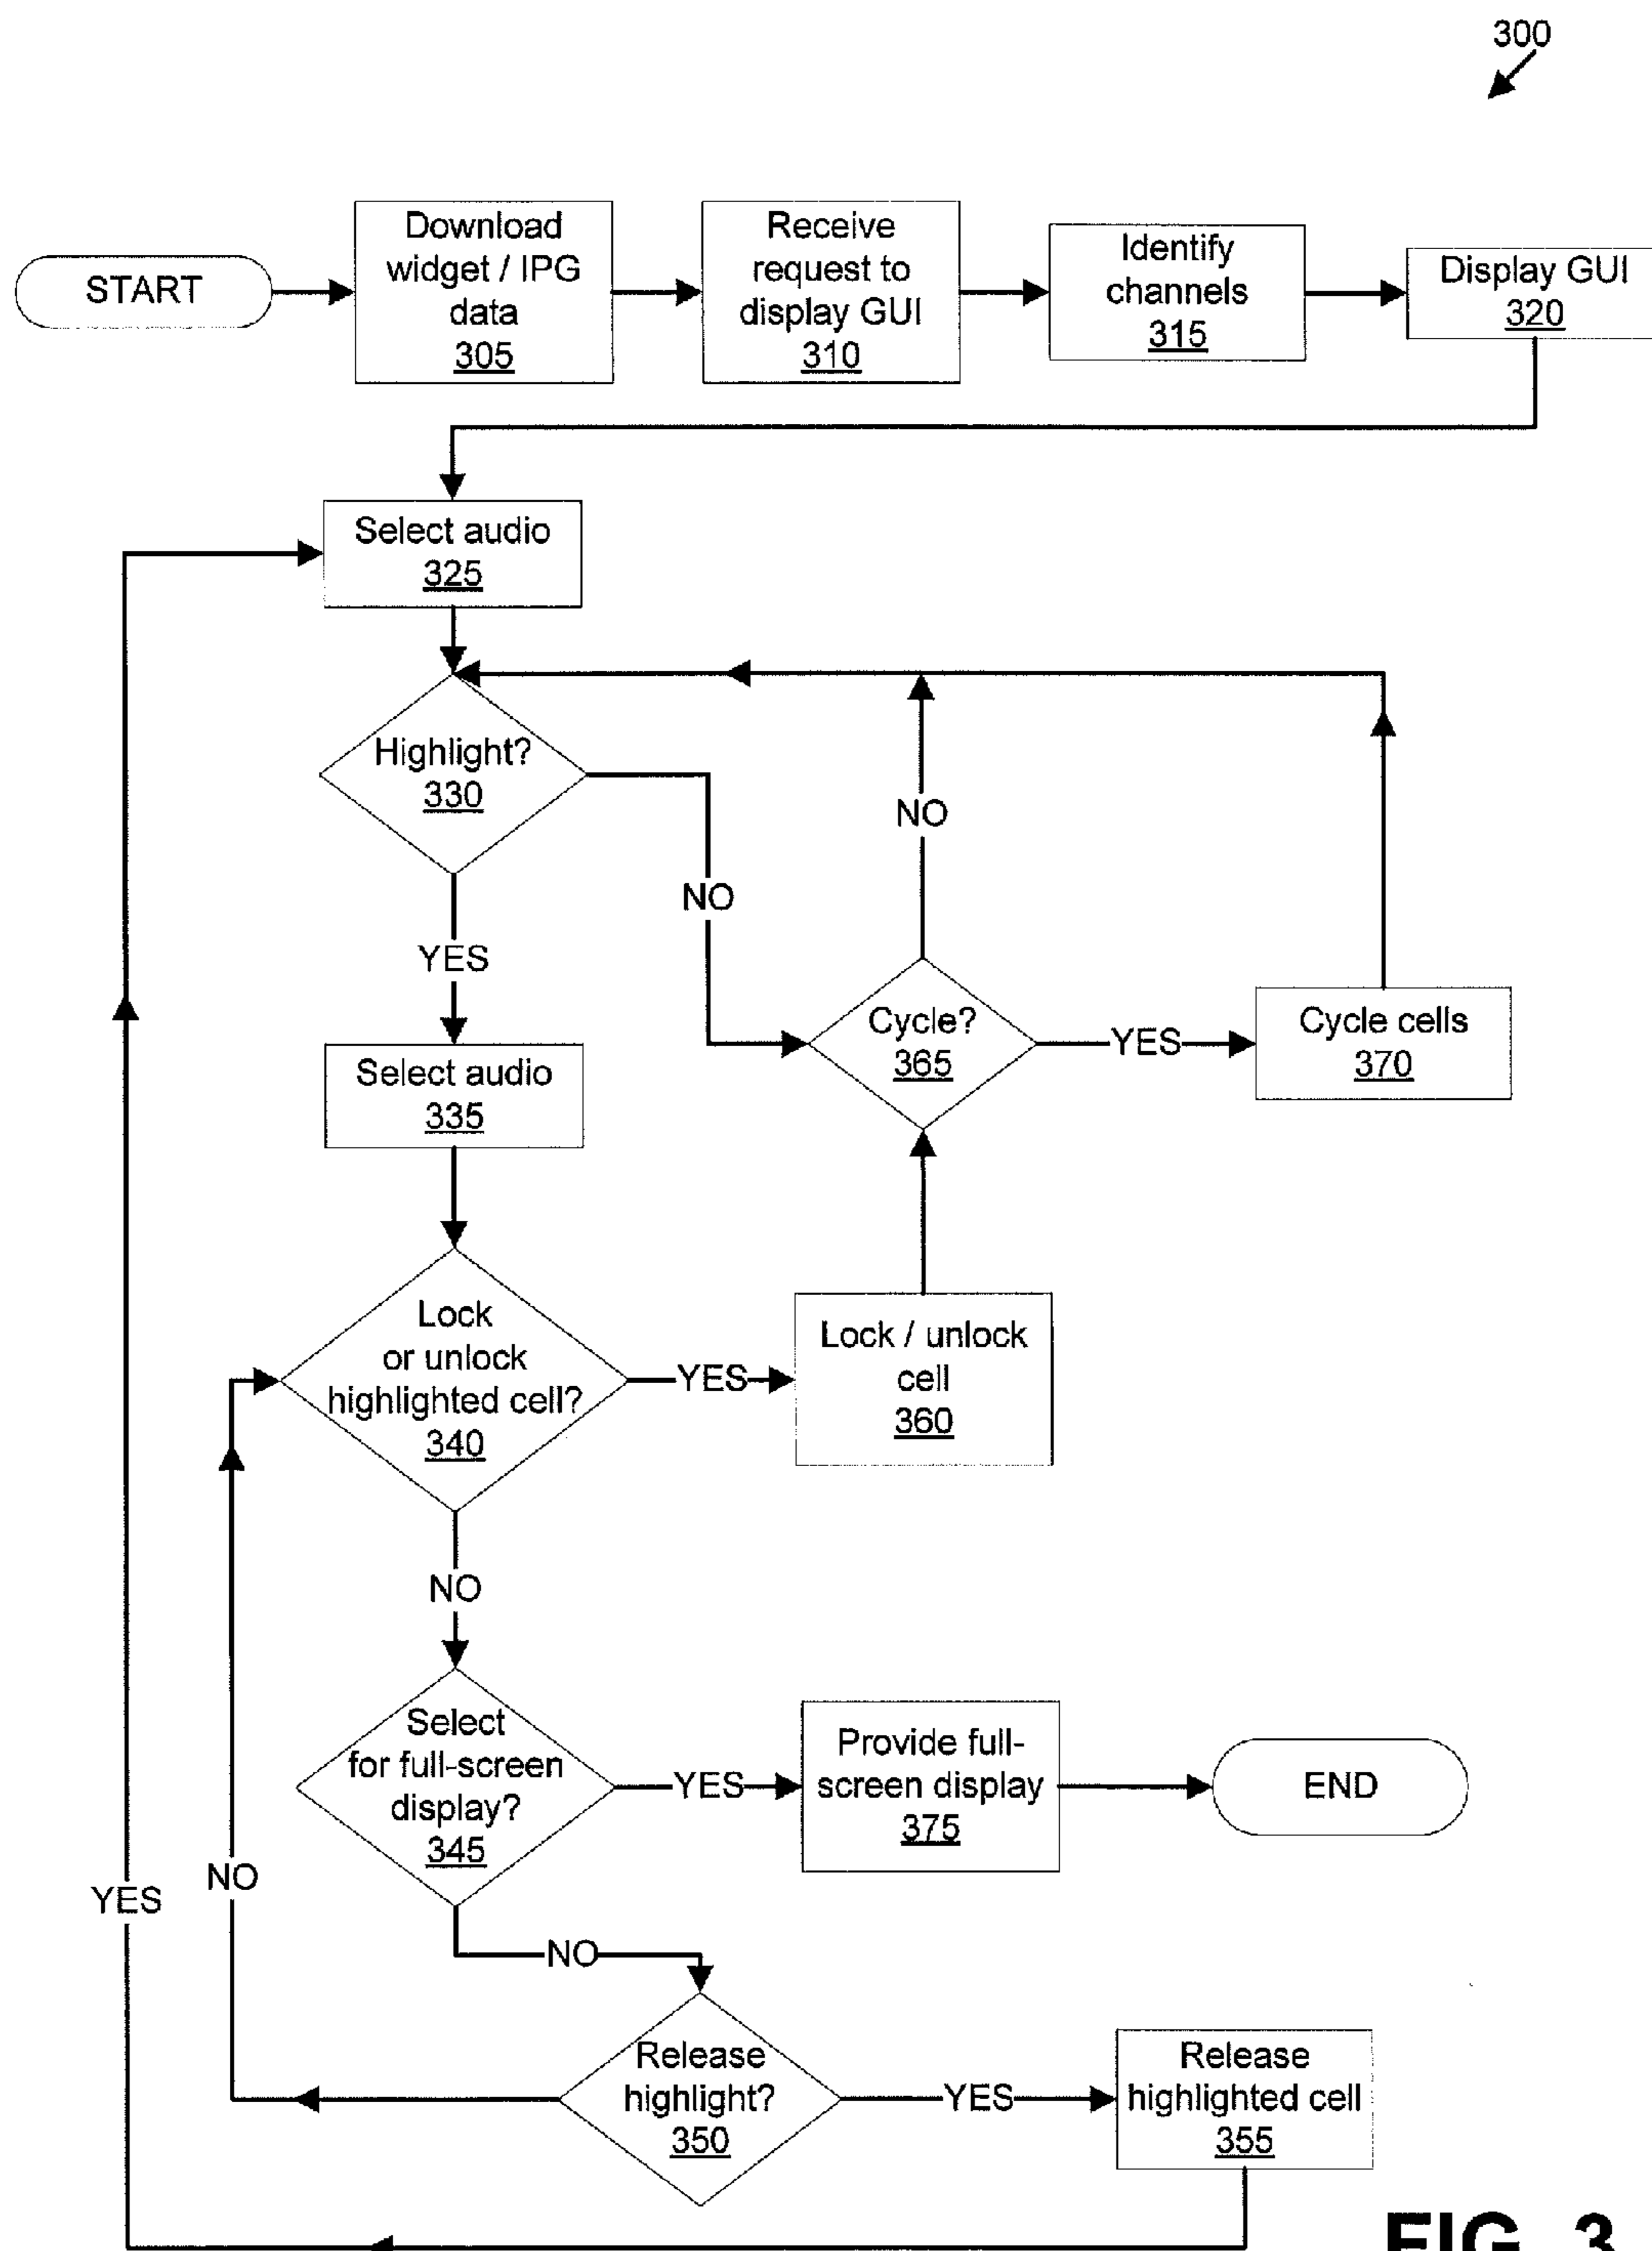 300
START
Download
widget / IPG
data
305
Receive
request to
display GUI
310
Identify
channels
315
Display GUI
320
Select audio
325
Highlight?
330
NO
NO
YES
Cycle?
365
YES
Cycle cells
370
Select audio
335
Lock
or unlock
highlighted cell?
340
YES
Lock / unlock
cell
360
NO
Select
for full-screen
display?
345
YES
Provide full-
screen display
375
END
NO
YES
NO
Release
highlight?
350
YES
Release
highlighted cell
355
FIG. 3